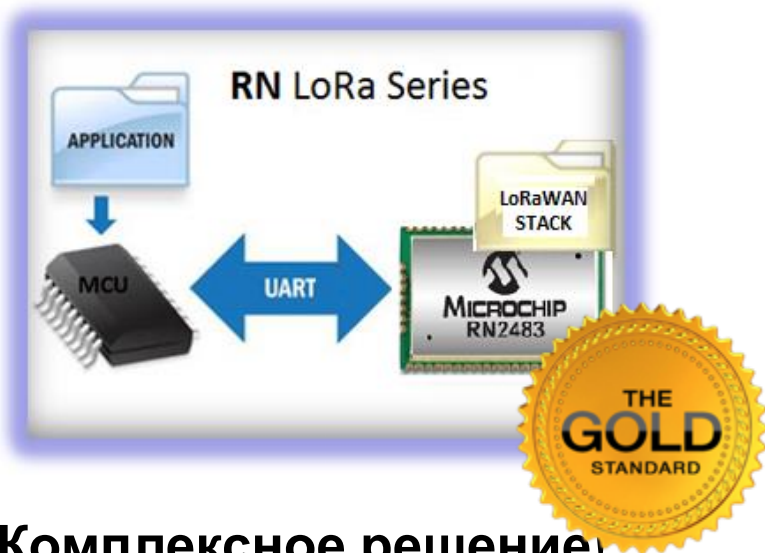 RN LoRa Series
APPLICATION
LoRaWAN
STACK
MCU
UART
MICROCHIP
RN2483
THE
GOLD
STANDARD
Комплексное решение!